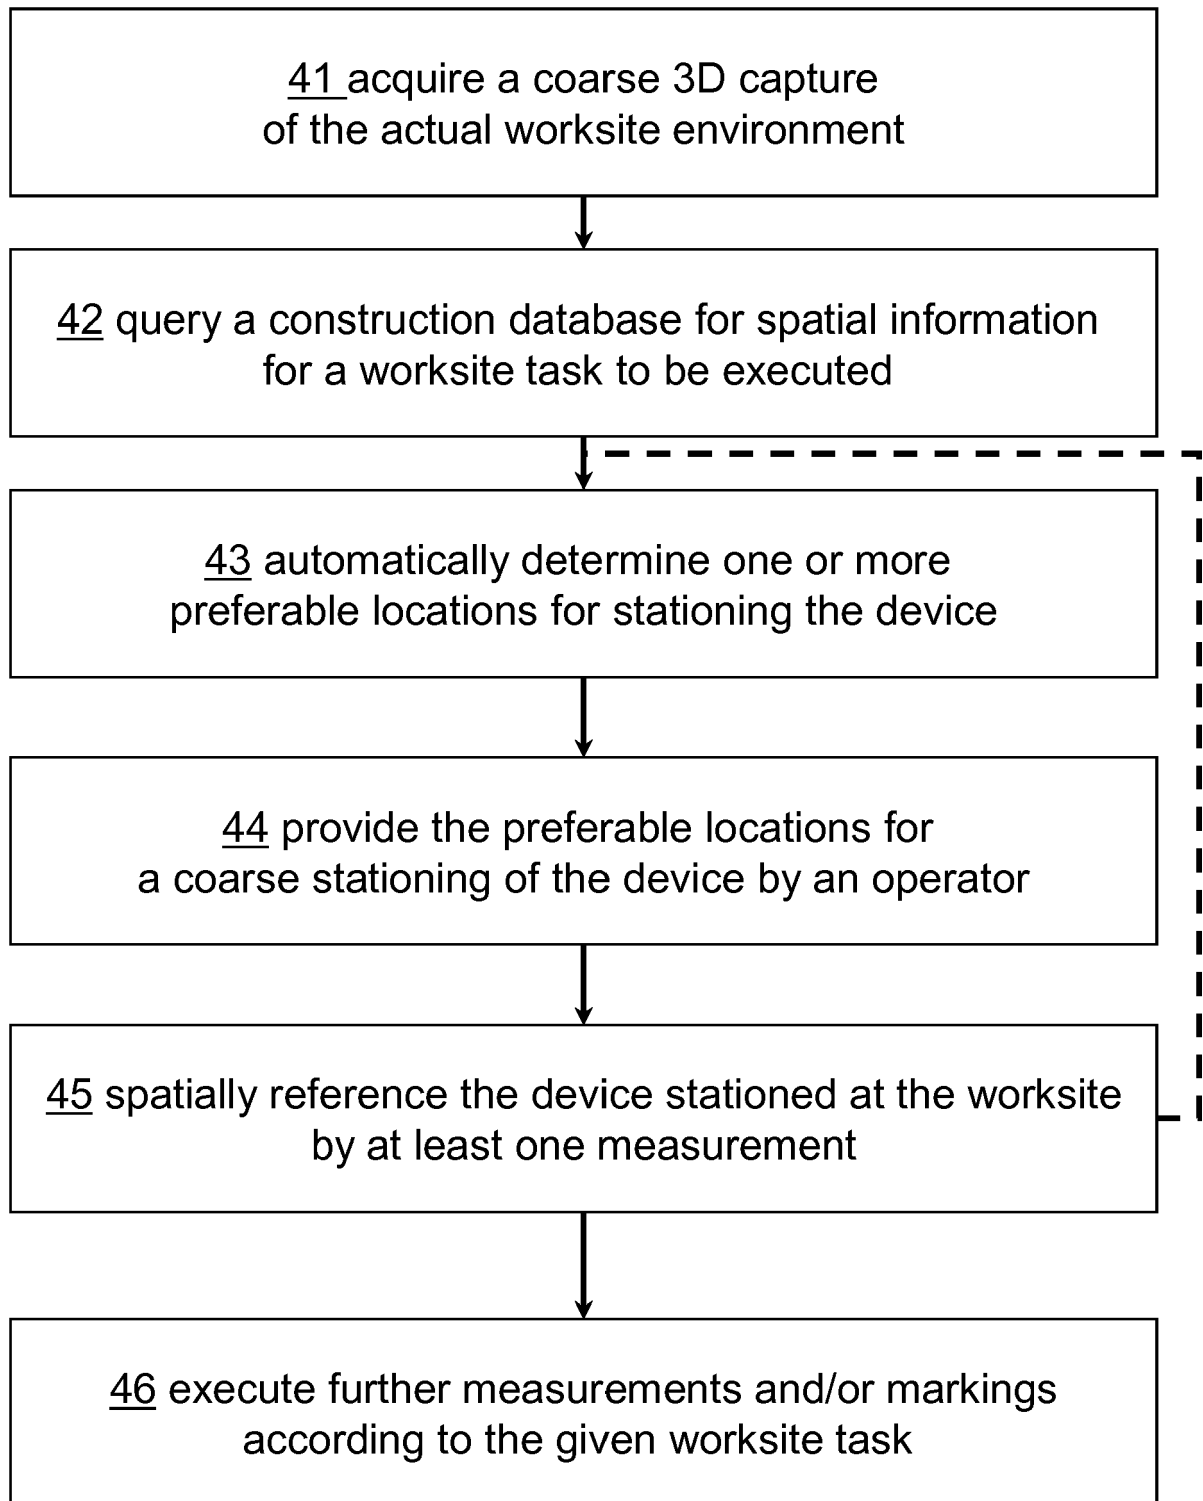 41 acquire a coarse 3D capture
of the actual worksite environment
42 query a construction database for spatial information
for a worksite task to be executed
43 automatically determine one or more
preferable locations for stationing the device
44 provide the preferable locations for
a coarse stationing of the device by an operator
45 spatially reference the device stationed at the worksite
by at least one measurement
46 execute further measurements and/or markings
according to the given worksite task